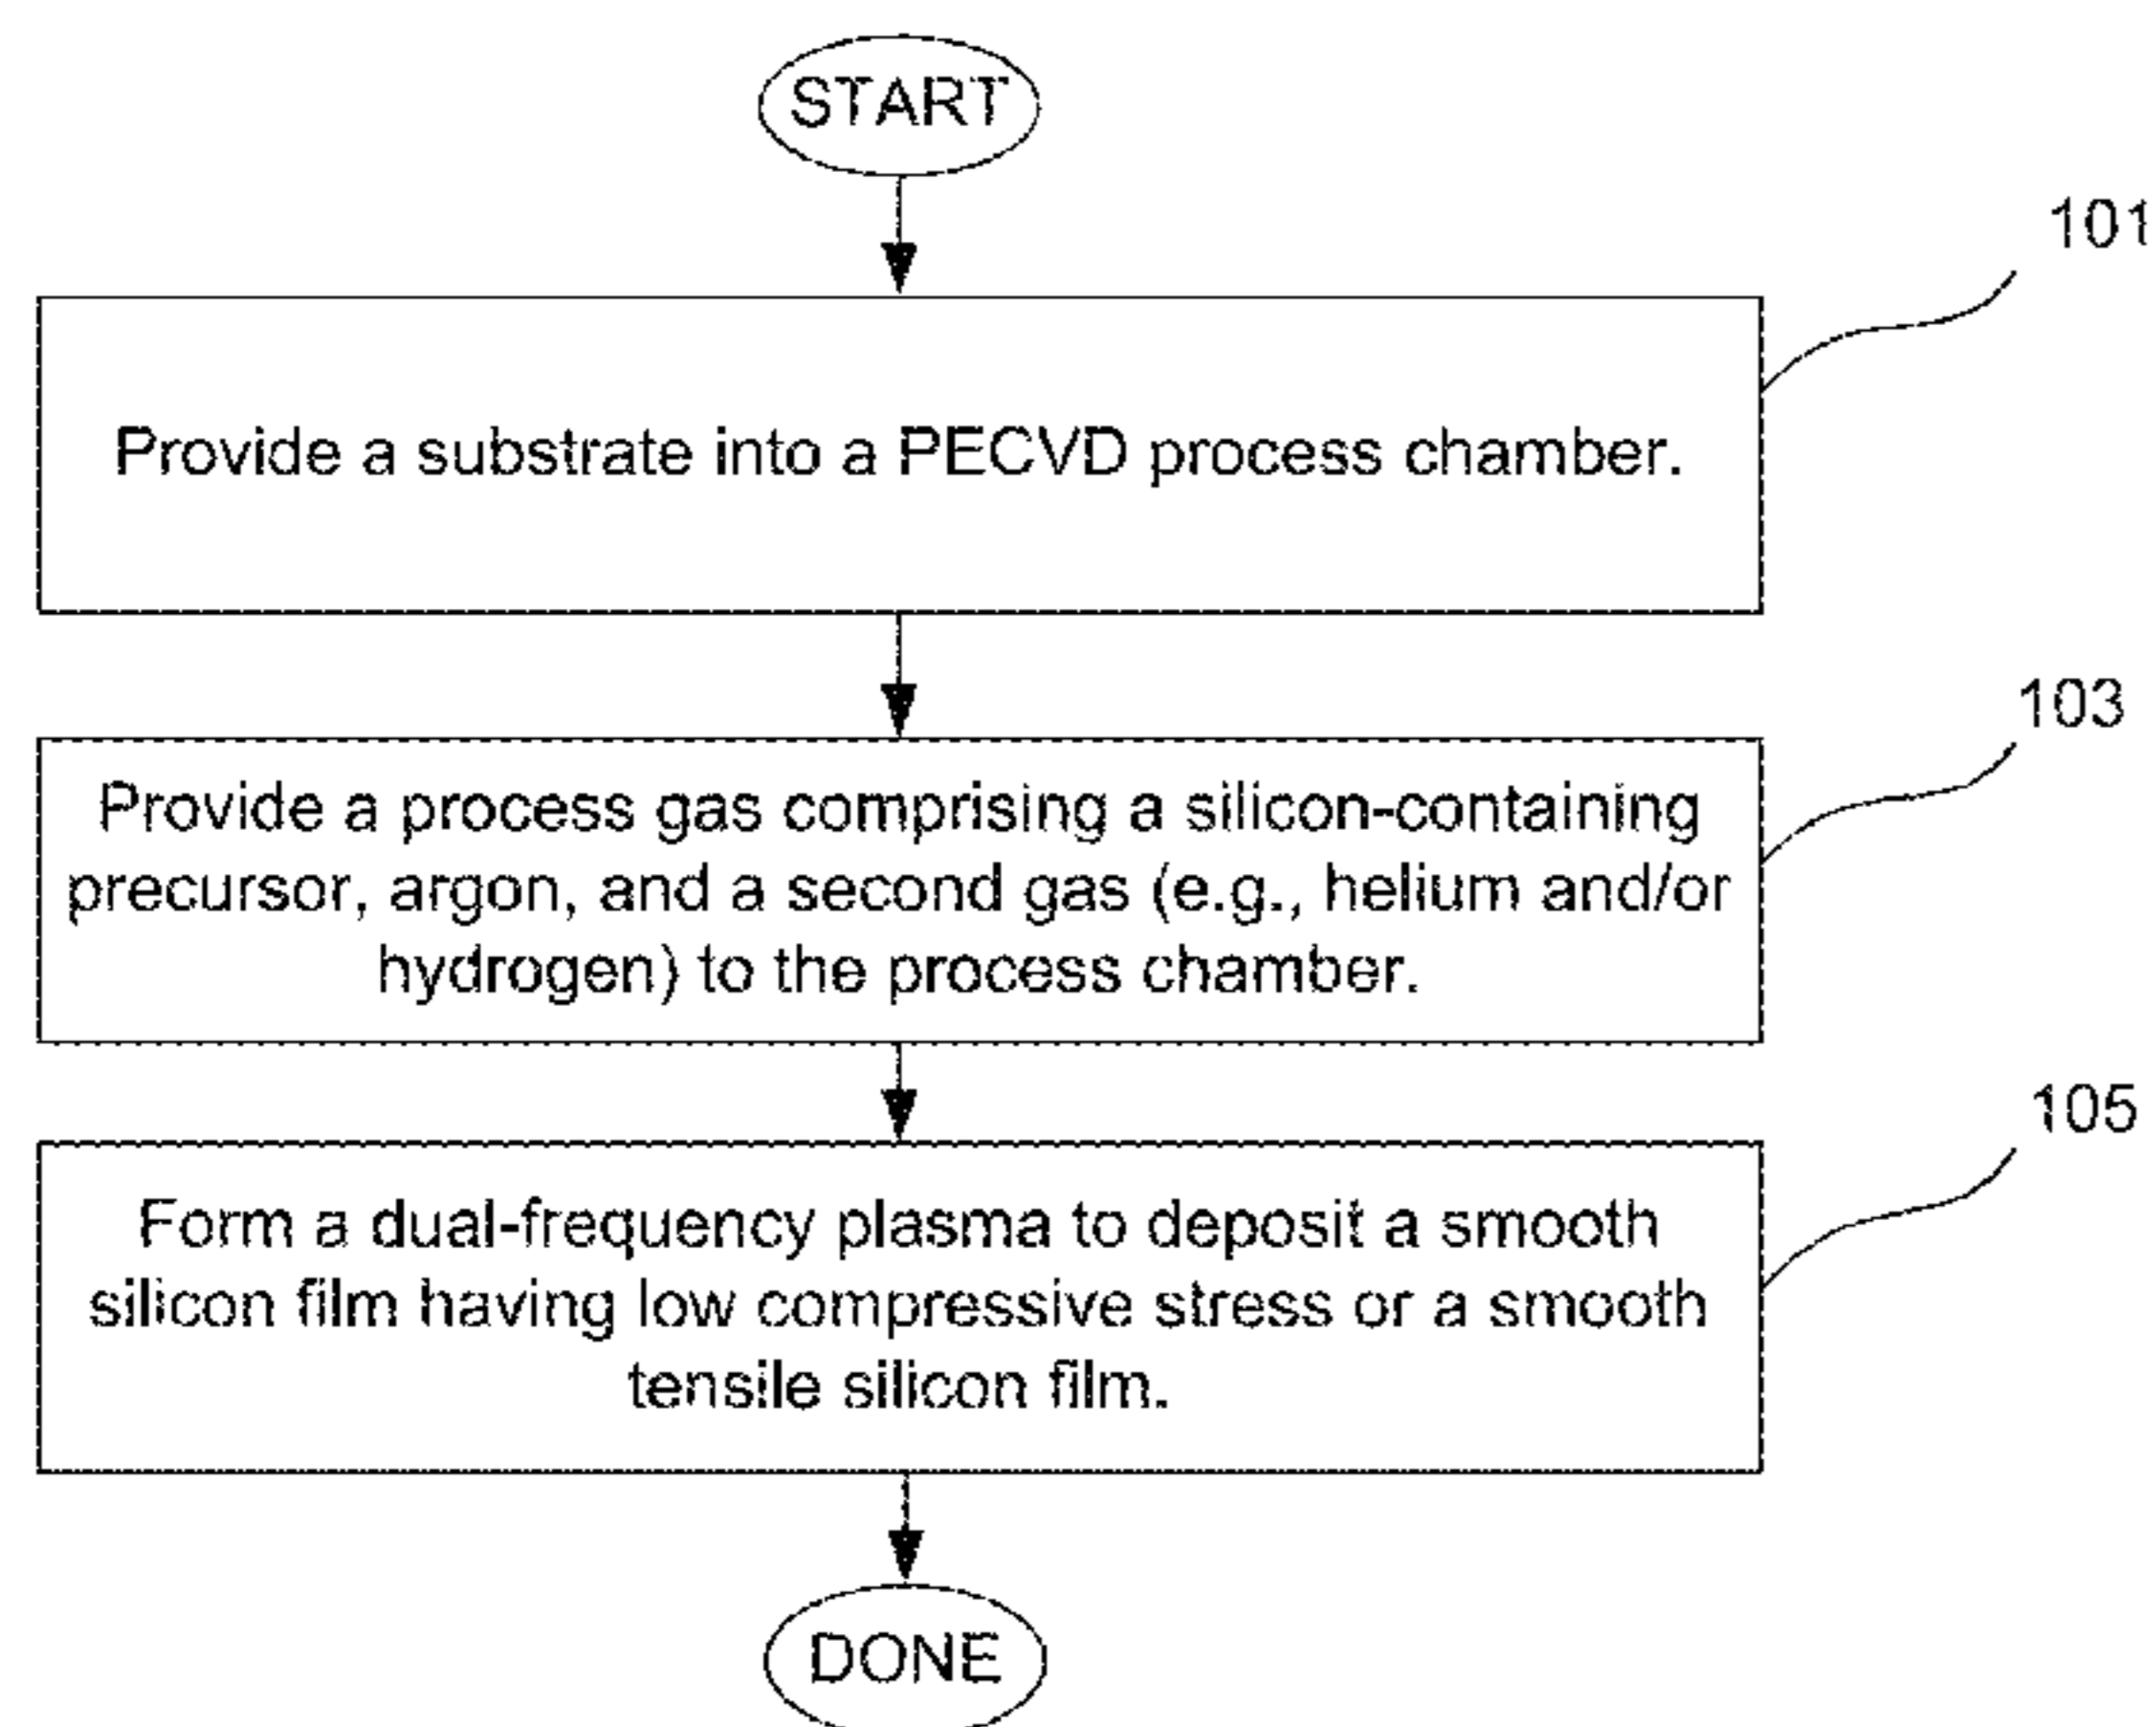 START
101
Provide a substrate into a PECVD process chamber.
103
Provide a process gas comprising a silicon-containing
precursor, argon, and a second gas (e.g., helium and/or
hydrogen) to the process chamber.
105
Form a dual-frequency plasma to deposit a smooth
silicon film having low compressive stress or a smooth
tensile silicon film.
DONE